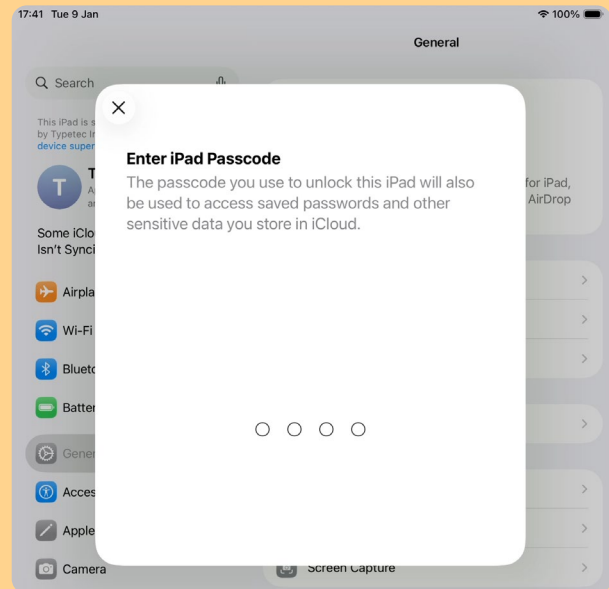 17:41 Tue 9 Jan
100%
General
Search
This iPad is s
by Typetec I
device super
T
T
A
a
Some iClo
Isn't Synci
Airpla
Wi-Fi
Blueto
Batter
Gener
Acces
Apple
Camera
Enter iPad Passcode
The passcode you use to unlock this iPad will also
be used to access saved passwords and other
sensitive data you store in iCloud.
for iPad,
AirDrop
Screen Capture